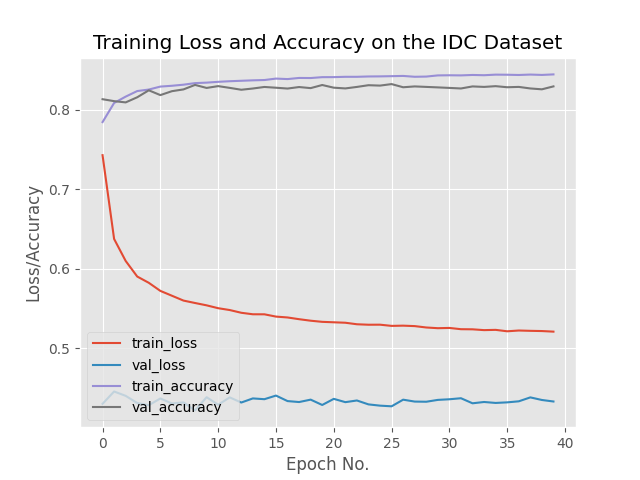 Training Loss and Accuracy on the IDC Dataset
Loss/Accuracy
0.8
0.7
0.6
0.5
train_loss
val_loss
train_accuracy
val_accuracy
0 5 10 15 20 25 30 35 40
Epoch No.